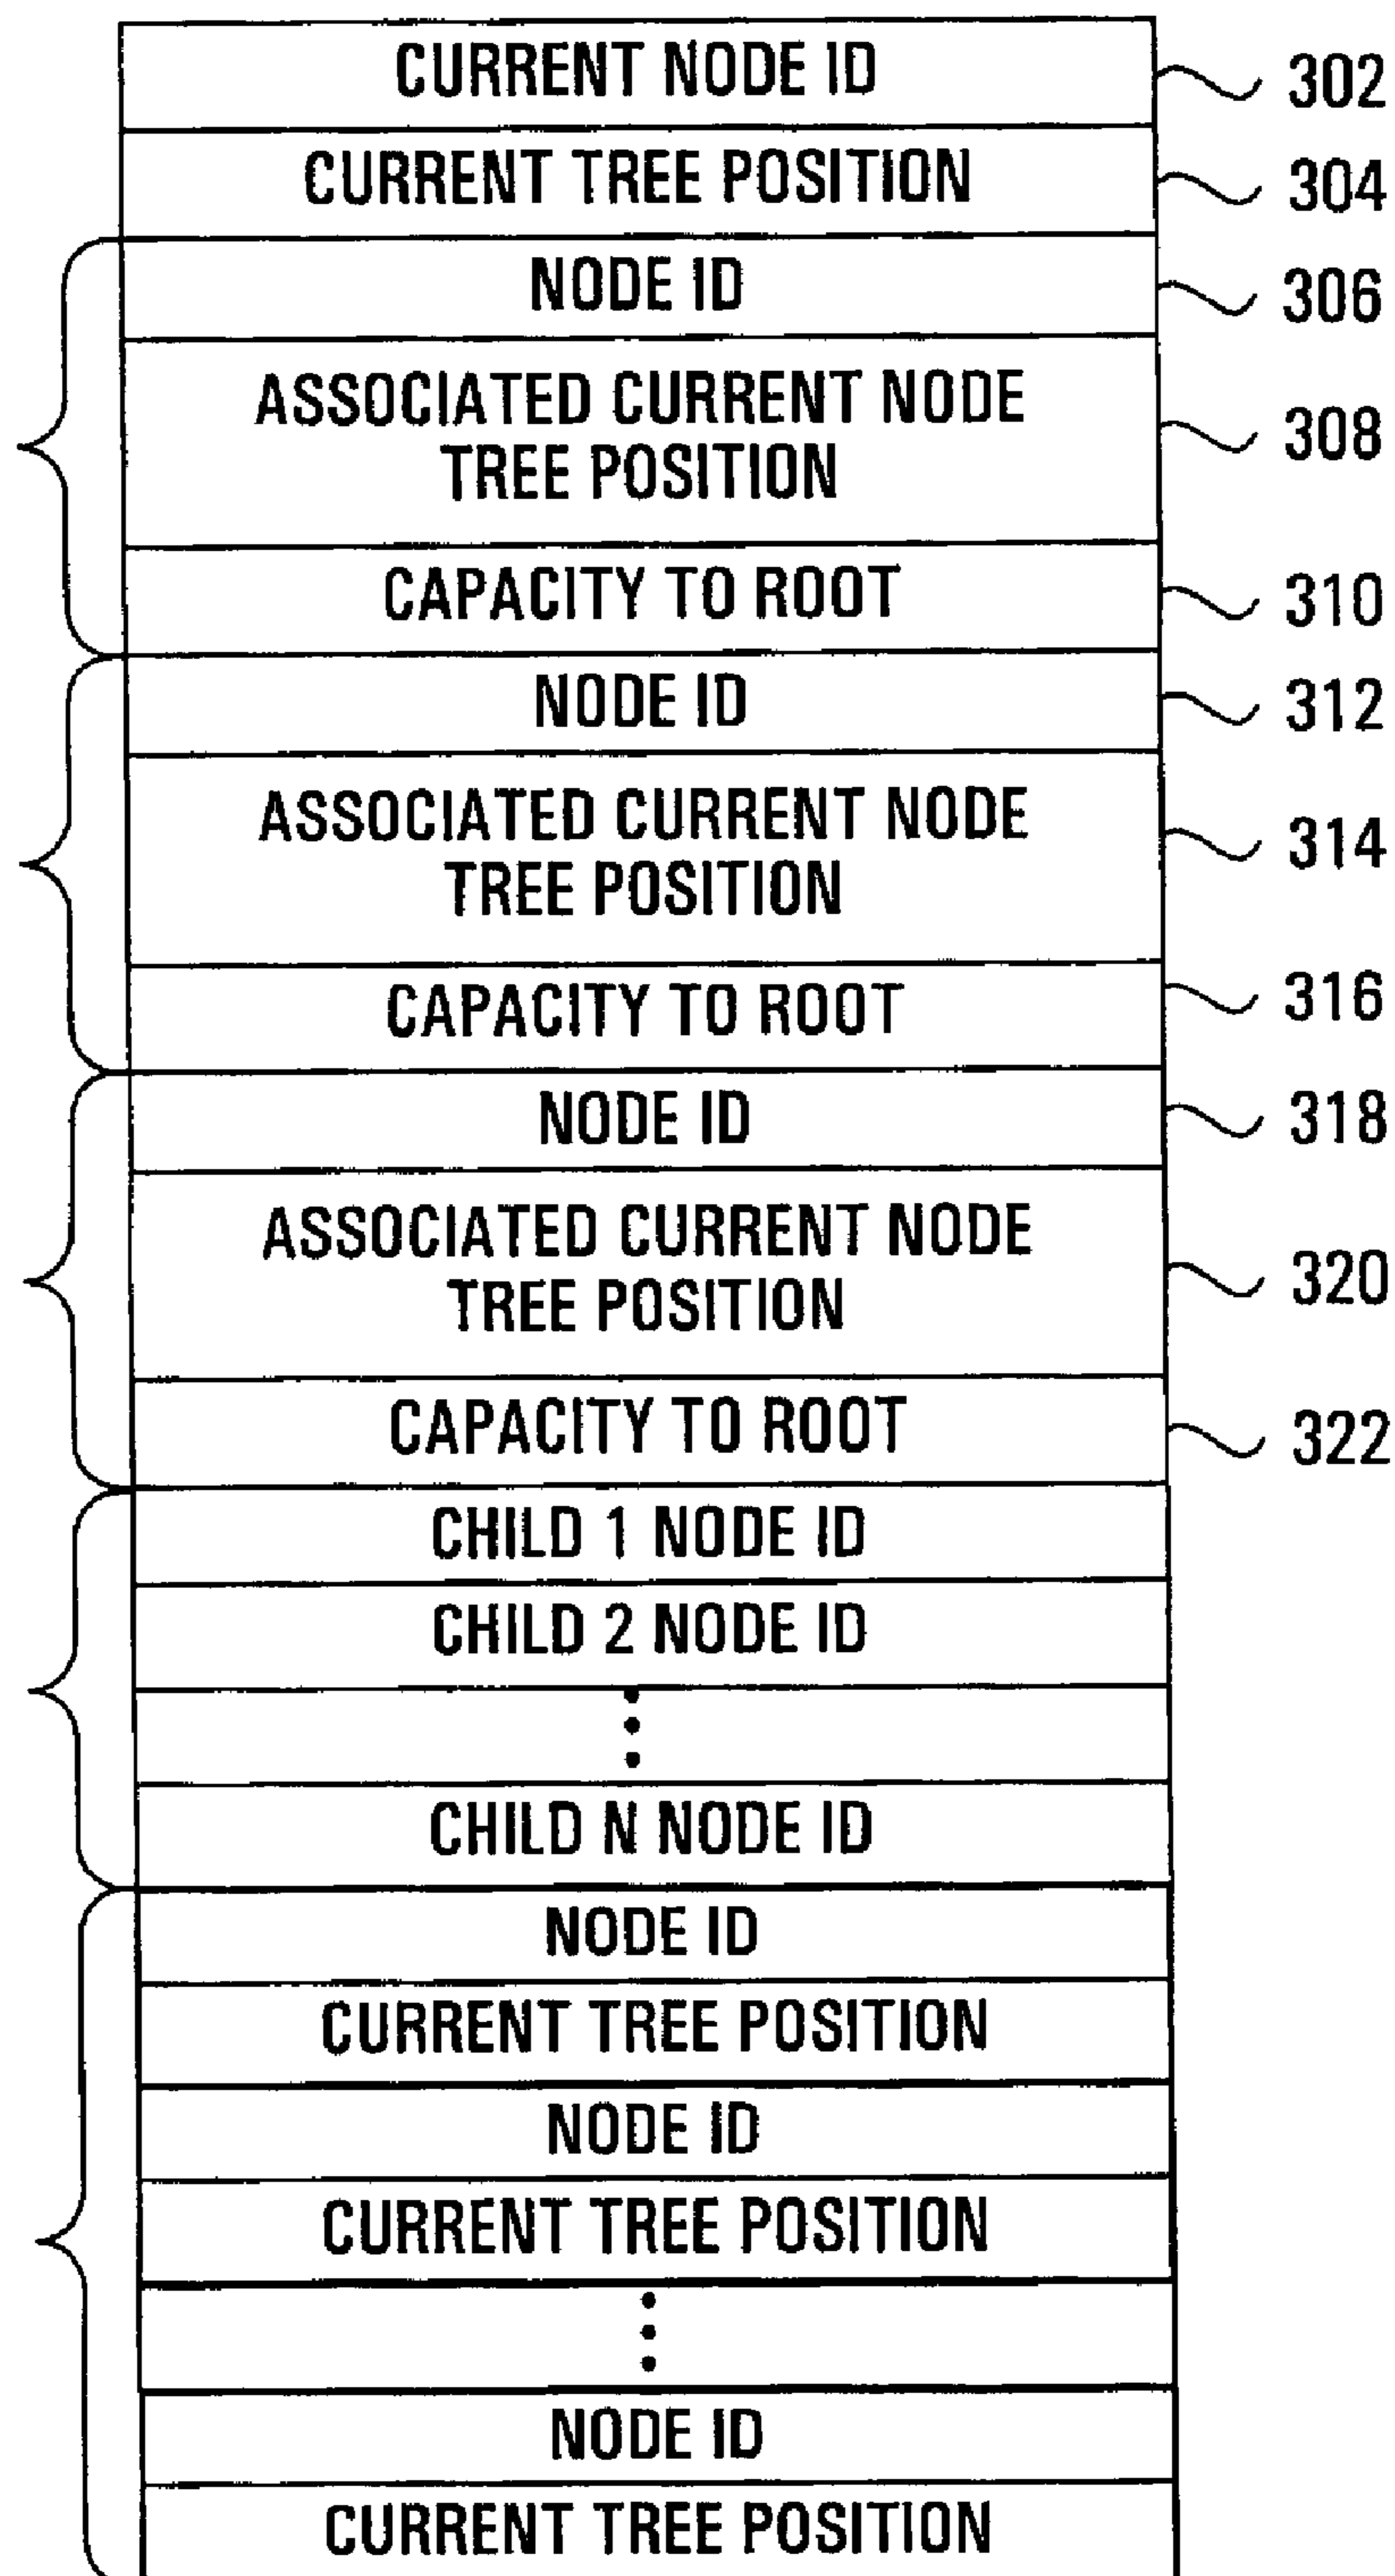 CURRENT NODE ID 302
CURRENT TREE POSITION 304
NODE ID 306
ASSOCIATED CURRENT NODE
TREE POSITION 308
CAPACITY TO ROOT 310
NODE ID 312
ASSOCIATED CURRENT NODE
TREE POSITION 314
CAPACITY TO ROOT 316
NODE ID 318
ASSOCIATED CURRENT NODE
TREE POSITION 320
CAPACITY TO ROOT 322
CHILD 1 NODE ID
CHILD 2 NODE ID
CHILD N NODE ID
NODE ID
CURRENT TREE POSITION
NODE ID
CURRENT TREE POSITION
NODE ID
CURRENT TREE POSITION